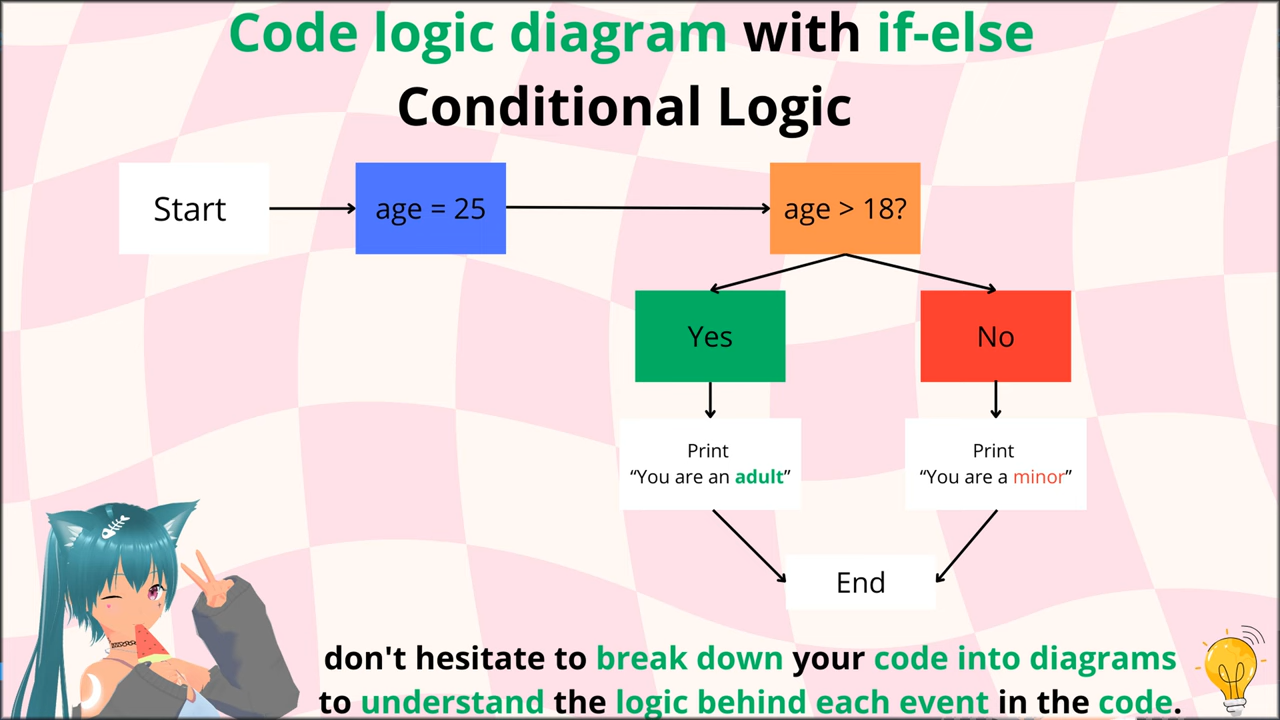 Code logic diagram with if-else
Conditional Logic
Start
age = 25
age > 18?
Yes
No
Print
“You are an adult”
Print
“You are a minor”
End
don't hesitate to break down your code into diagrams
to understand the logic behind each event in the code.